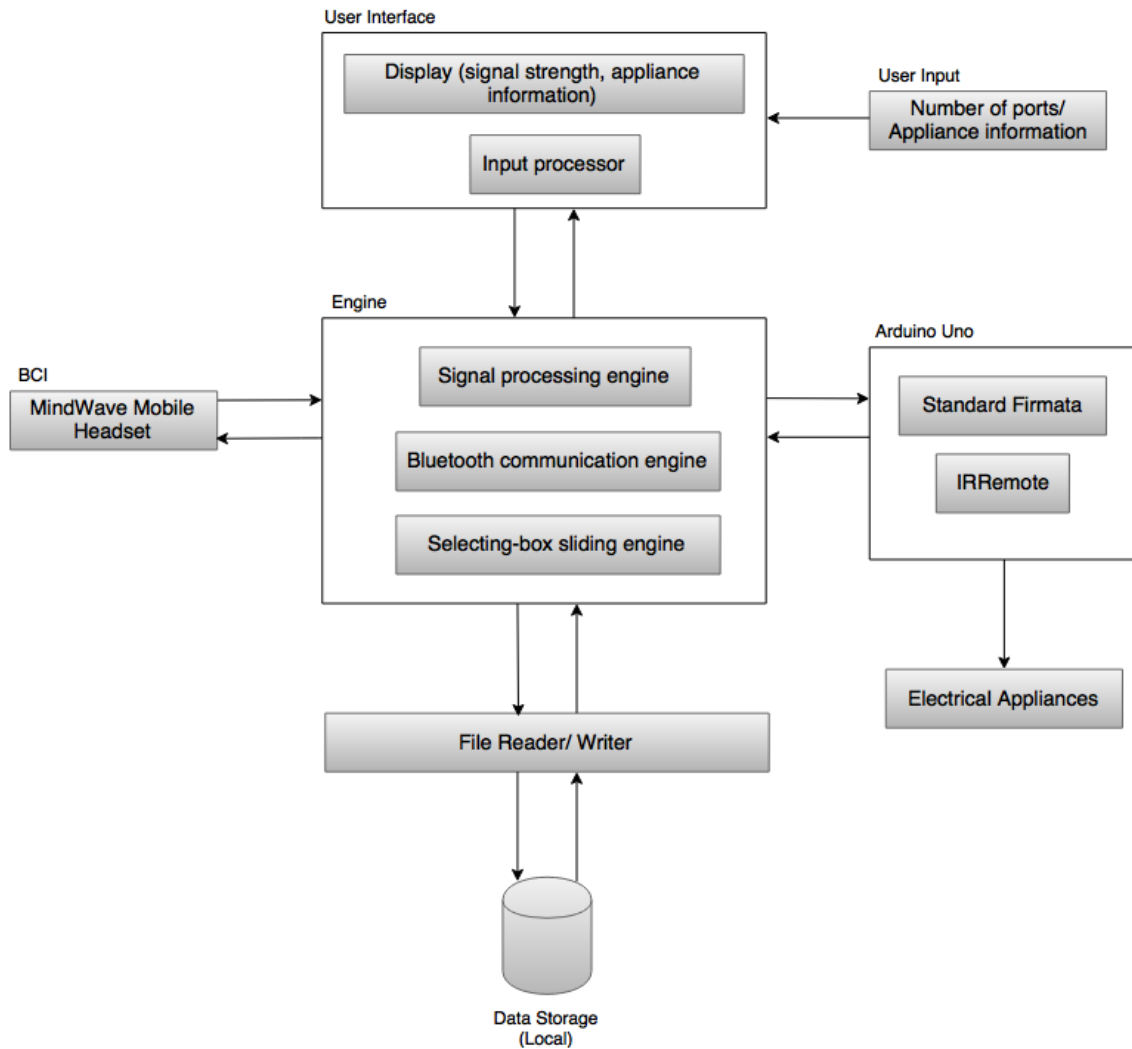 User Interface
Display (signal strength, appliance
information)
Input processor
User Input
Number of ports/
Appliance information
Engine
Signal processing engine
Bluetooth communication engine
Selecting-box sliding engine
BCI
MindWave Mobile
Headset
Arduino Uno
Standard Firmata
IRRemote
Electrical Appliances
File Reader/ Writer
Data Storage
(Local)